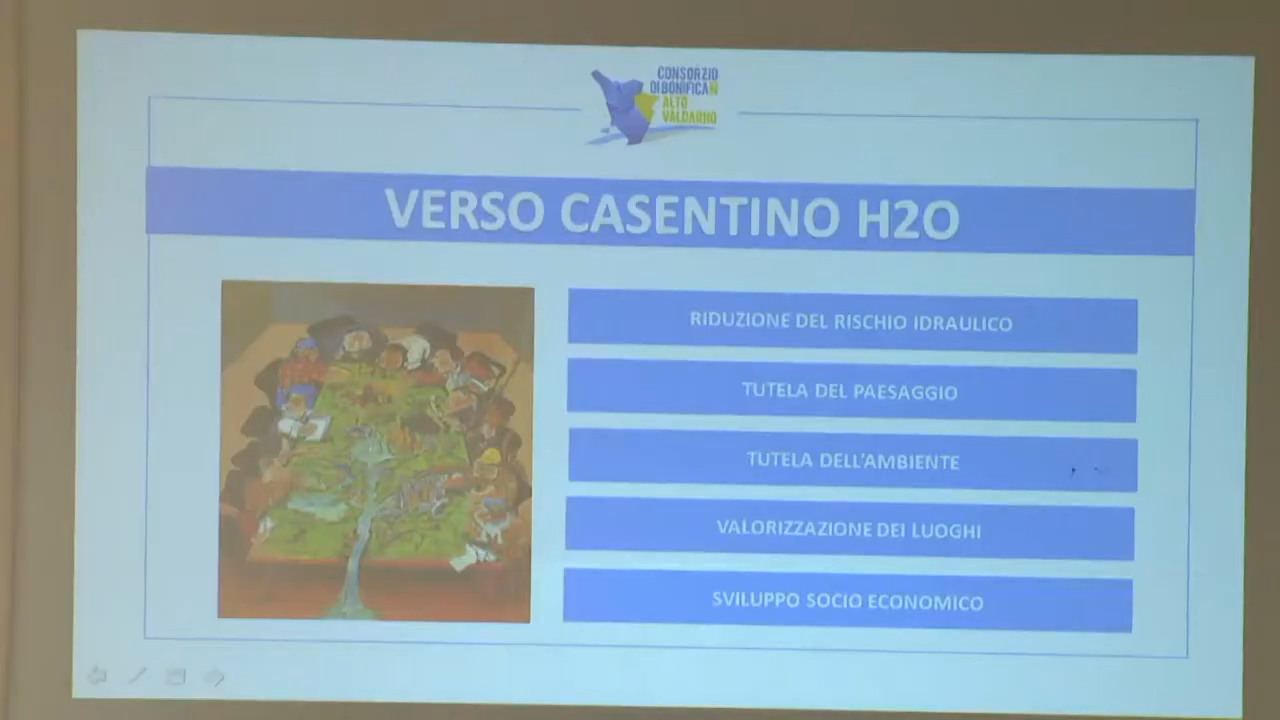 CONSORZIO
DI BONIFICA N
ALTO
VALDARNO
VERSO CASENTINO H2O
RIDUZIONE DEL RISCHIO IDRAULICO
TUTELA DEL PAESAGGIO
TUTELA DELL'AMBIENTE
VALORIZZAZIONE DEI LUOGHI
SVILUPPO SOCIO ECONOMICO